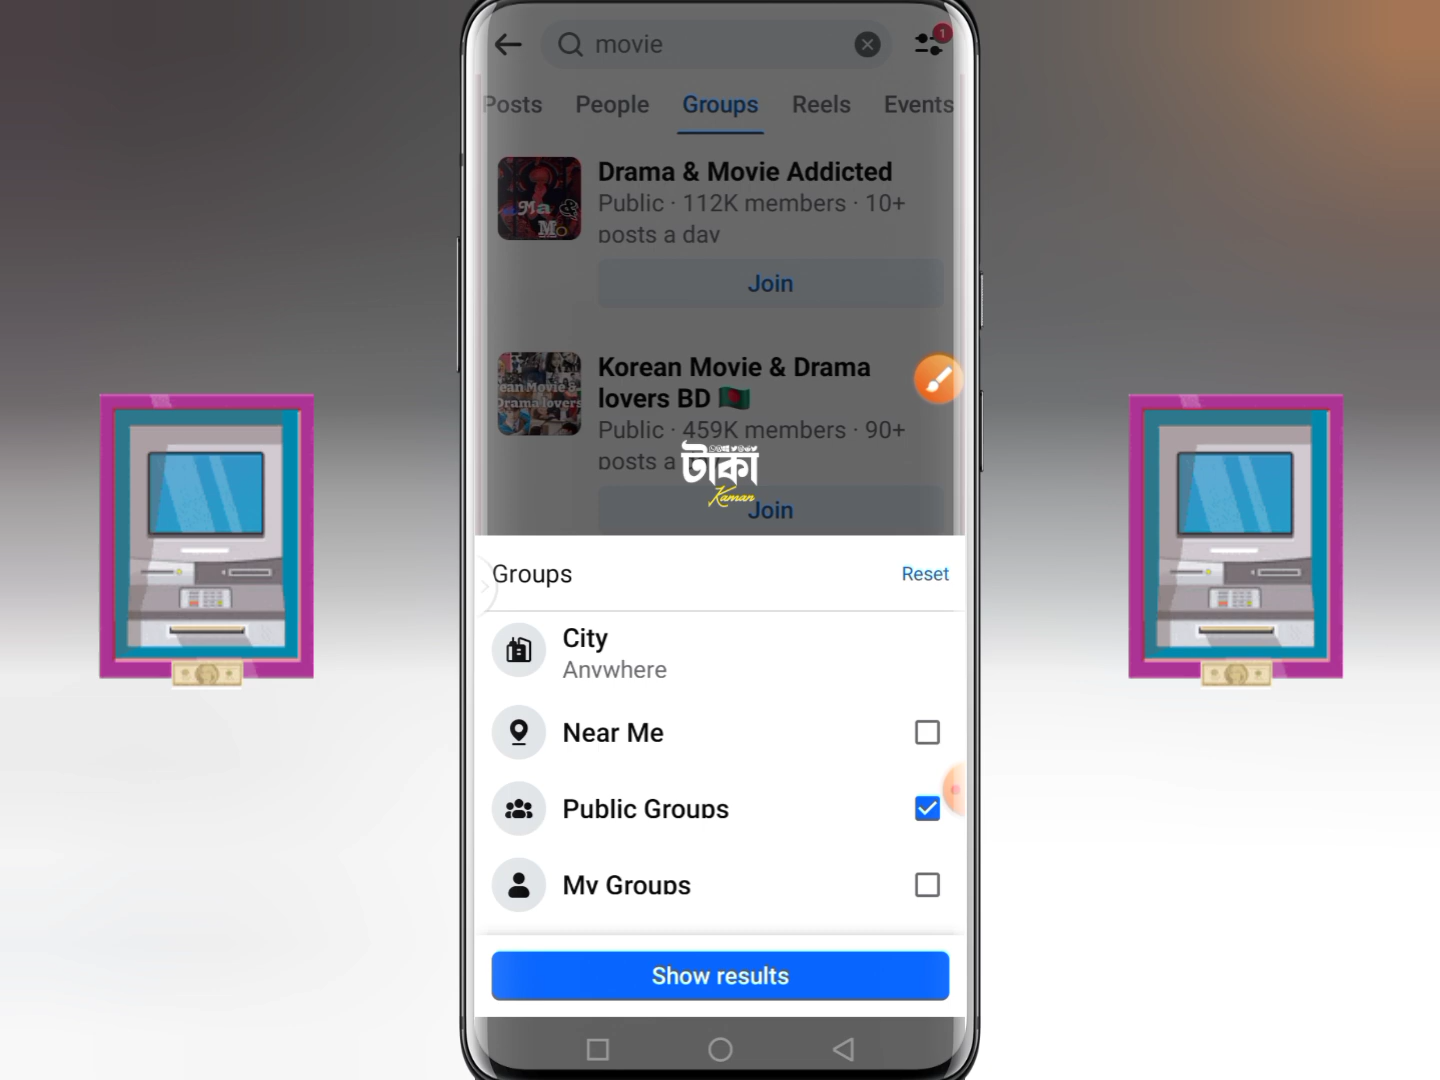 movie
1
Posts People Groups Reels Events
Drama & Movie Addicted
Public · 112K members · 10+
posts a day
Join
Korean Movie & Drama
lovers BD 🇧🇩
Public · 459K members · 90+
posts a
টাকা
Kaman
Join
Groups
Reset
City
Anywhere
Near Me
Public Groups
My Groups
Show results